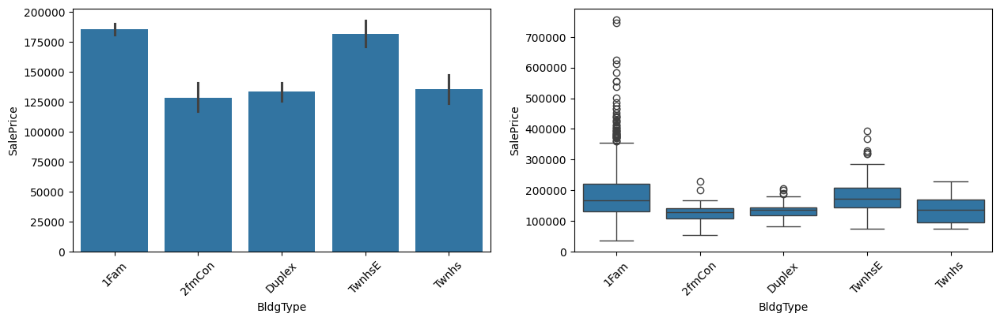 200000
175000
150000
125000
100000
75000
50000
25000
0
SalePrice
1Fam
2fmCon
Duplex
TwnhsE
Twnhs
BldgType
700000
600000
500000
400000
300000
200000
100000
0
SalePrice
1Fam
2fmCon
Duplex
TwnhsE
Twnhs
BldgType